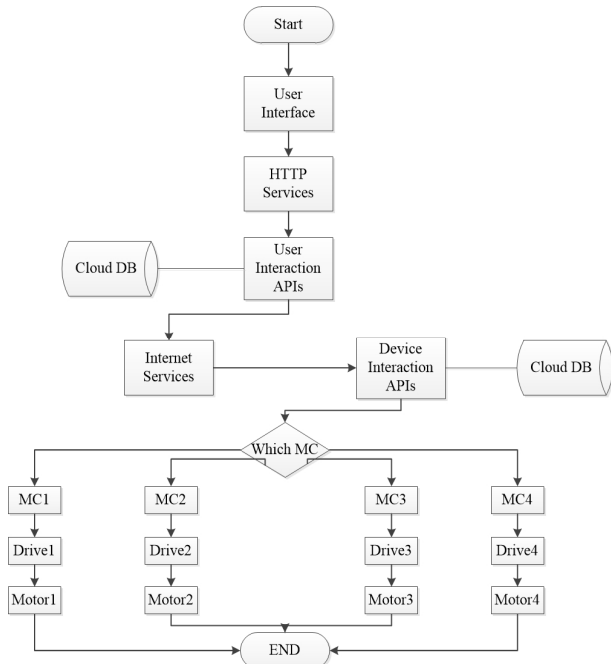 Start
User
Interface
HTTP
Services
Cloud DB
User
Interaction
APIs
Internet
Services
Device
Interaction
APIs
Cloud DB
Which MC
MC1
MC2
MC3
MC4
Drive1
Drive2
Drive3
Drive4
Motor1
Motor2
Motor3
Motor4
END